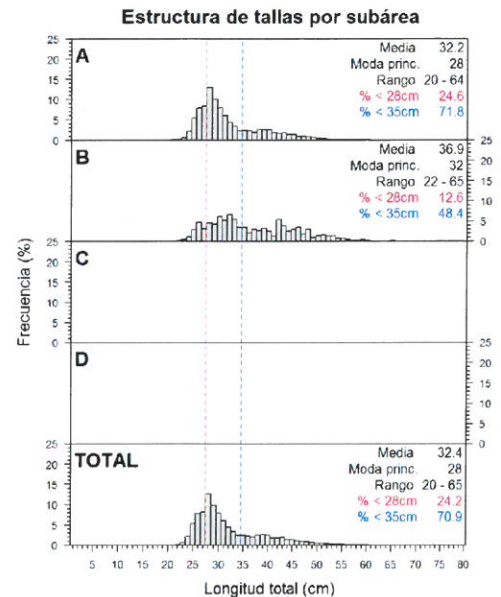 Estructura de tallas por subárea
Frecuencia (%)
25
20
15
10
5
0
A
Media 32.2
Moda princ. 28
Rango 20 - 64
% < 28cm 24.6
% < 35cm 71.8
B
Media 36.9
Moda princ. 32
Rango 22 - 65
% < 28cm 12.6
% < 35cm 48.4
25
20
15
10
5
0
25
20
15
10
5
0
C
D
25
20
15
10
5
0
25
20
15
10
5
0
TOTAL
Media 32.4
Moda princ. 28
Rango 20 - 65
% < 28cm 24.2
% < 35cm 70.9
5 10 15 20 25 30 35 40 45 50 55 60 65 70 75 80
Longitud total (cm)